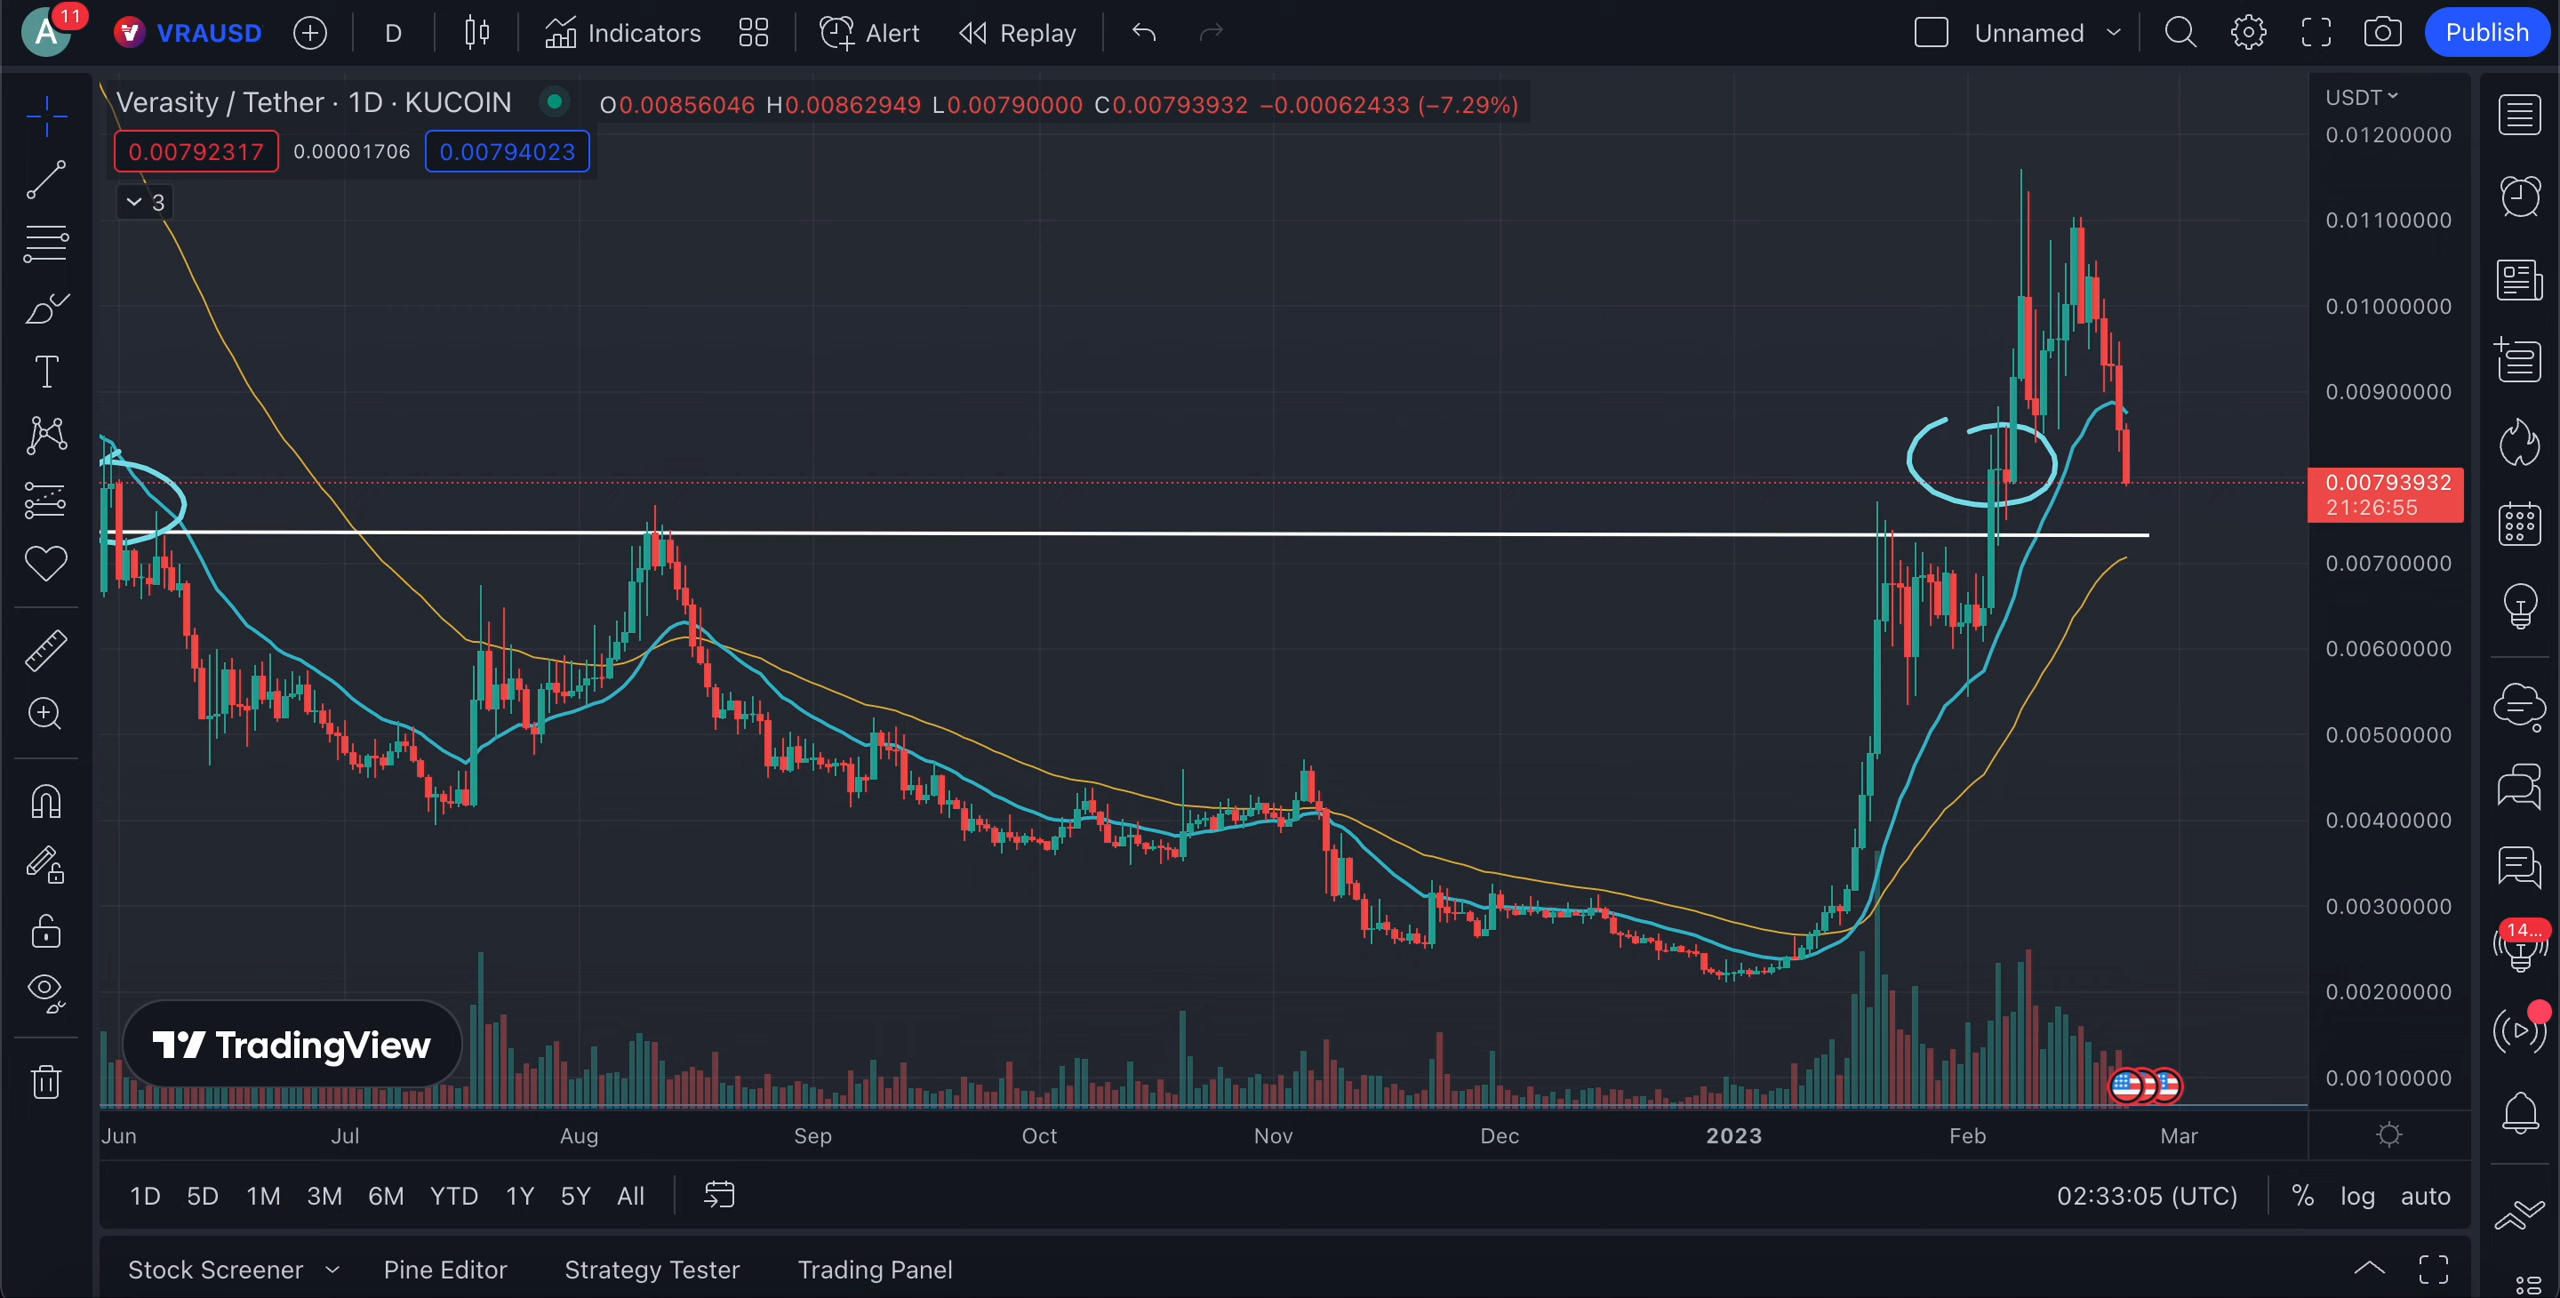 A 11 VRAUSD D Indicators Alert Replay Unnamed Publish
Verasity / Tether · 1D · KUCOIN O0.00856046 H0.00862949 L0.00790000 C0.00793932 −0.00062433 (−7.29%)
0.00792317 0.00001706 0.00794023
3
USDT
0.01200000
0.01100000
0.01000000
0.00900000
0.00793932
21:26:55
0.00700000
0.00600000
0.00500000
0.00400000
0.00300000
0.00200000
0.00100000
T
14...
TradingView
Jun Jul Aug Sep Oct Nov Dec 2023 Feb Mar
1D 5D 1M 3M 6M YTD 1Y 5Y All 02:33:05 (UTC) % log auto
Stock Screener Pine Editor Strategy Tester Trading Panel